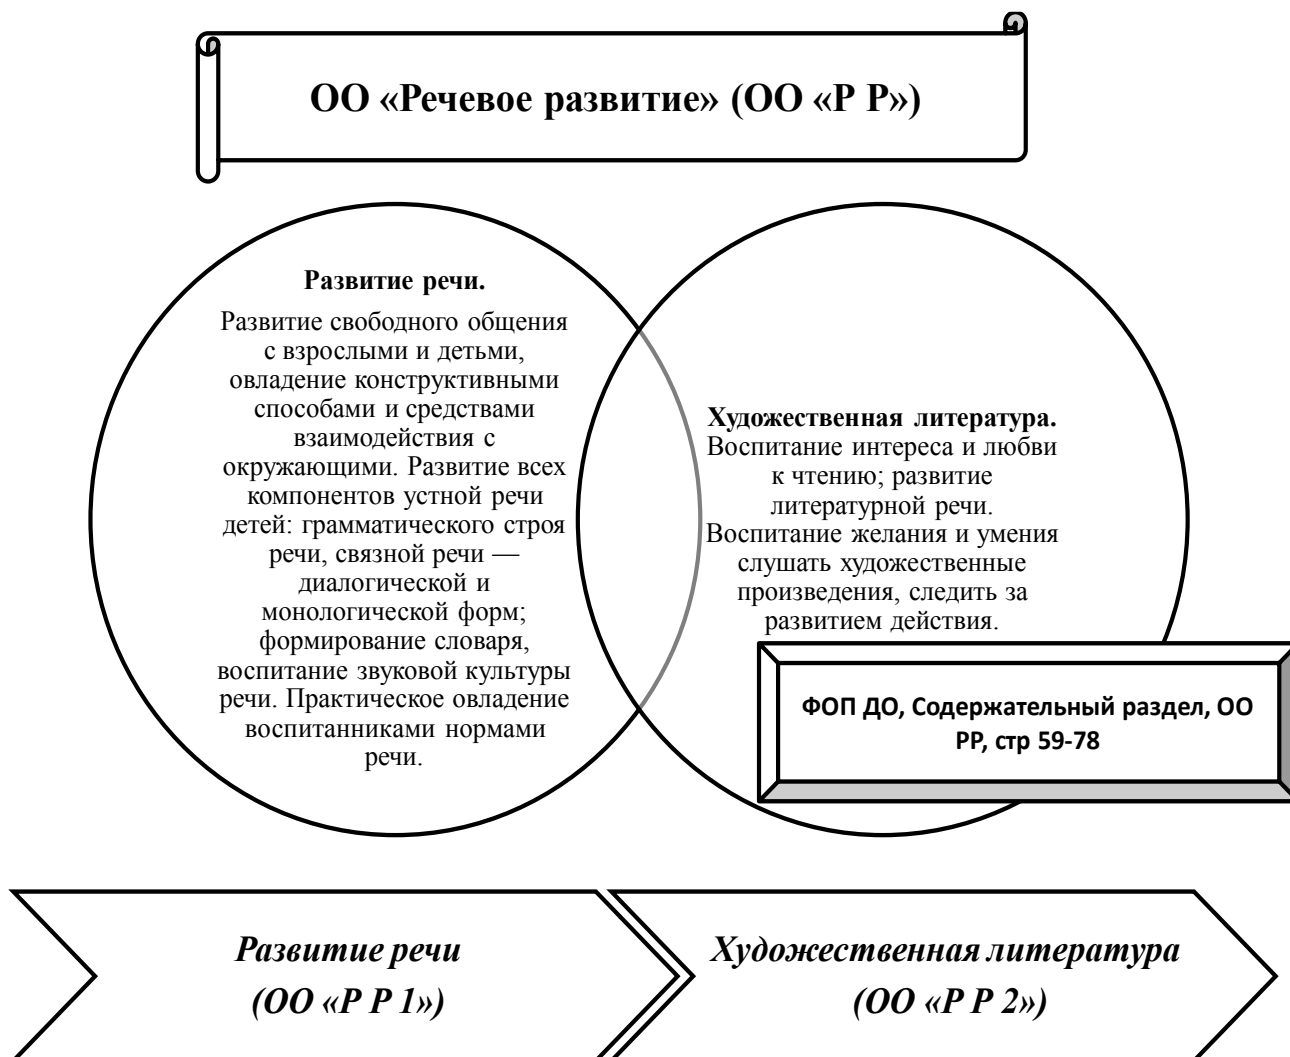 ОО «Речевое развитие» (ОО «Р Р»)
Развитие речи.
Развитие свободного общения
с взрослыми и детьми,
овладение конструктивными
способами и средствами
взаимодействия с
окружающими. Развитие всех
компонентов устной речи
детей: грамматического строя
речи, связной речи —
диалогической и
монологической форм;
формирование словаря,
воспитание звуковой культуры
речи. Практическое овладение
воспитанниками нормами
речи.
Художественная литература.
Воспитание интереса и любви
к чтению; развитие
литературной речи.
Воспитание желания и умения
слушать художественные
произведения, следить за
развитием действия.
ФОП ДО, Содержательный раздел, ОО
РР, стр 59-78
Развитие речи
(ОО «Р Р 1»)
Художественная литература
(ОО «Р Р 2»)